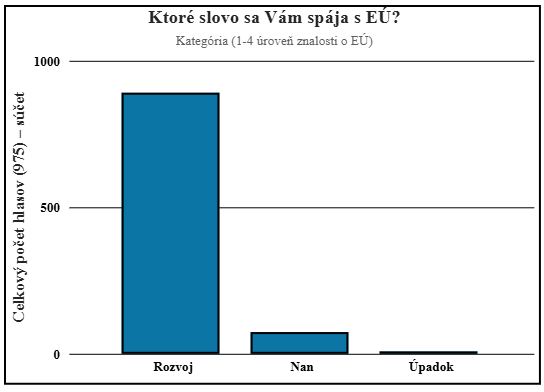 Ktoré slovo sa Vám spája s EÚ?
Kategória (1-4 úroveň znalostí o EÚ)
Celkový počet hlasov (975) – súčet
1000
500
0
Rozvoj
Nan
Úpadok